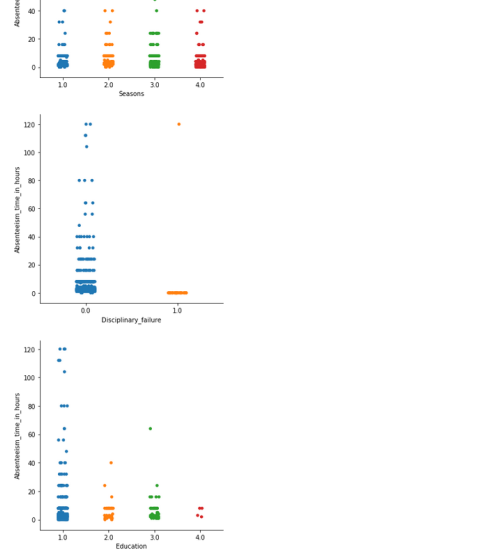 Absentee
40
20
0
1.0 2.0 3.0 4.0
Seasons
Absenteeism_time_in_hours
120
100
80
60
40
20
0
0.0 1.0
Disciplinary_failure
Absenteeism_time_in_hours
120
100
80
60
40
20
0
1.0 2.0 3.0 4.0
Education